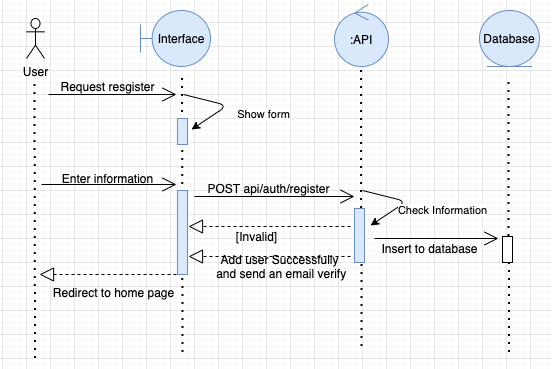 Interface
:API
Database
User
Request resgister
Show form
Enter information
POST api/auth/register
Check Information
[Invalid]
Insert to database
Add user Successfully
and send an email verify
Redirect to home page